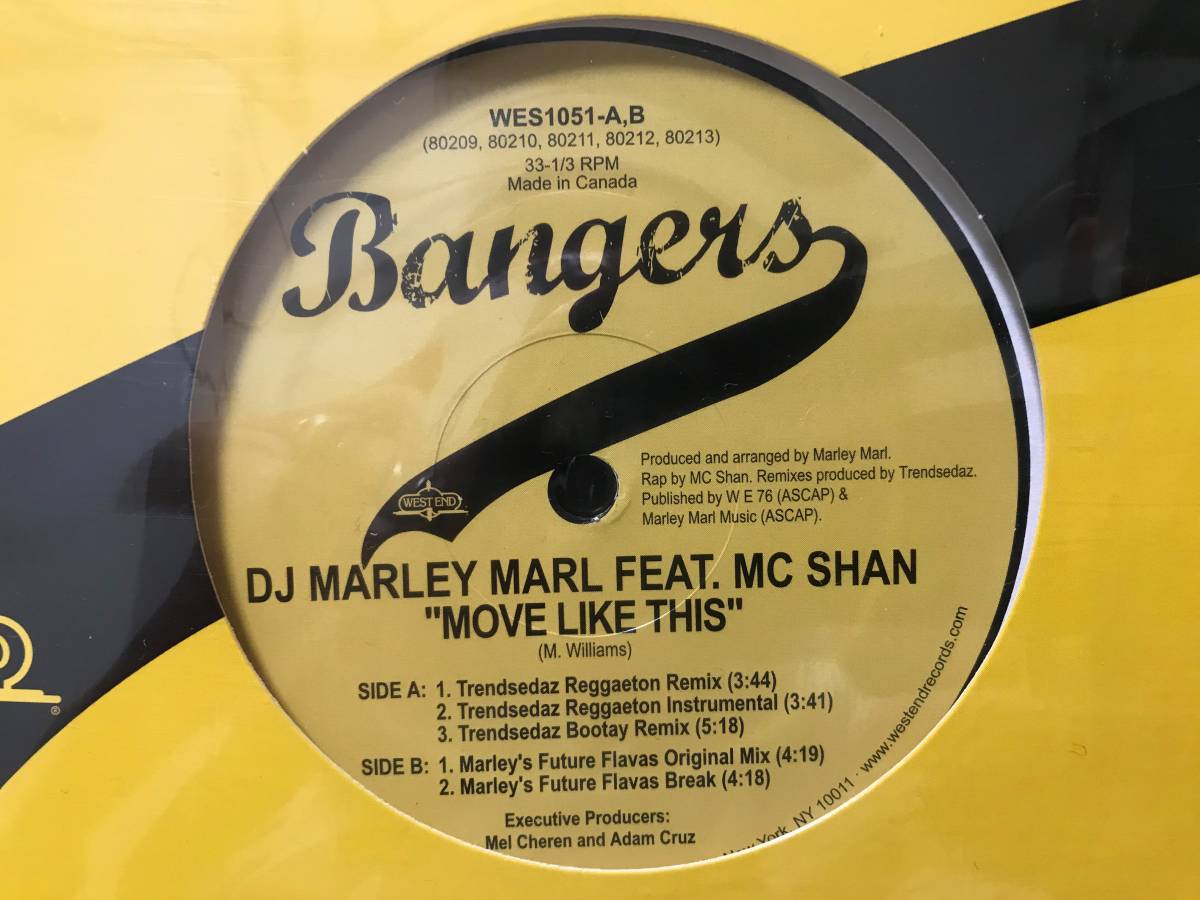 WES1051-A,B
(80209, 80210, 80211, 80212, 80213)
33-1/3 RPM
Made in Canada
Bangers
Produced and arranged by Marley Marl.
Rap by MC Shan. Remixes produced by Trendsedaz.
Published by W E 76 (ASCAP) &
Marley Marl Music (ASCAP).
WEST END
DJ MARLEY MARL FEAT. MC SHAN
"MOVE LIKE THIS"
(M. Williams)
SIDE A: 1. Trendsedaz Reggaeton Remix (3:44)
2. Trendsedaz Reggaeton Instrumental (3:41)
3. Trendsedaz Bootay Remix (5:18)
SIDE B: 1. Marley's Future Flavas Original Mix (4:19)
2. Marley's Future Flavas Break (4:18)
Executive Producers:
Mel Cheren and Adam Cruz
New York, NY 10011 · www.westendrecords.com
®